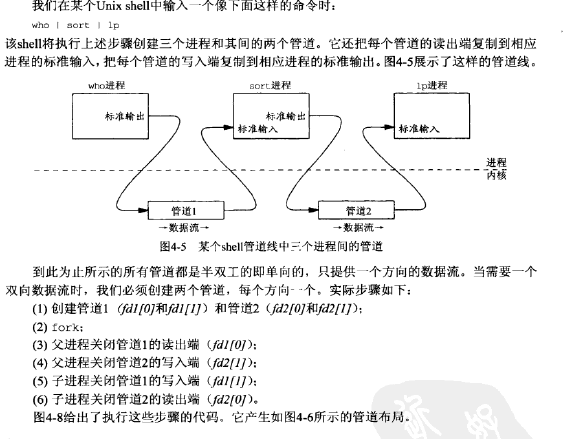 我们在某个Unix shell中输入一个像下面这样的命令时:
who | sort | lp
该shell将执行上述步骤创建三个进程和其间的两个管道。它还把每个管道的读出端复制到相应
进程的标准输入,把每个管道的写入端复制到相应进程的标准输出。图4-5展示了这样的管道线。
who进程 sort进程 lp进程
标准输出 标准输出
标准输入 标准输入
进程
内核
管道1 管道2
→数据流→ →数据流→
图4-5 某个shell管道线中三个进程间的管道
到此为止所示的所有管道都是半双工的即单向的,只提供一个方向的数据流。当需要一个
双向数据流时,我们必须创建两个管道,每个方向一个。实际步骤如下:
(1) 创建管道1(fd1[0]和fd1[1])和管道2(fd2[0]和fd2[1]);
(2) fork;
(3) 父进程关闭管道1的读出端(fd1[0]);
(4) 父进程关闭管道2的写入端(fd2[1]);
(5) 子进程关闭管道1的写入端(fd1[1]);
(6) 子进程关闭管道2的读出端(fd2[0])。
图4-8给出了执行这些步骤的代码。它产生如图4-6所示的管道布局。